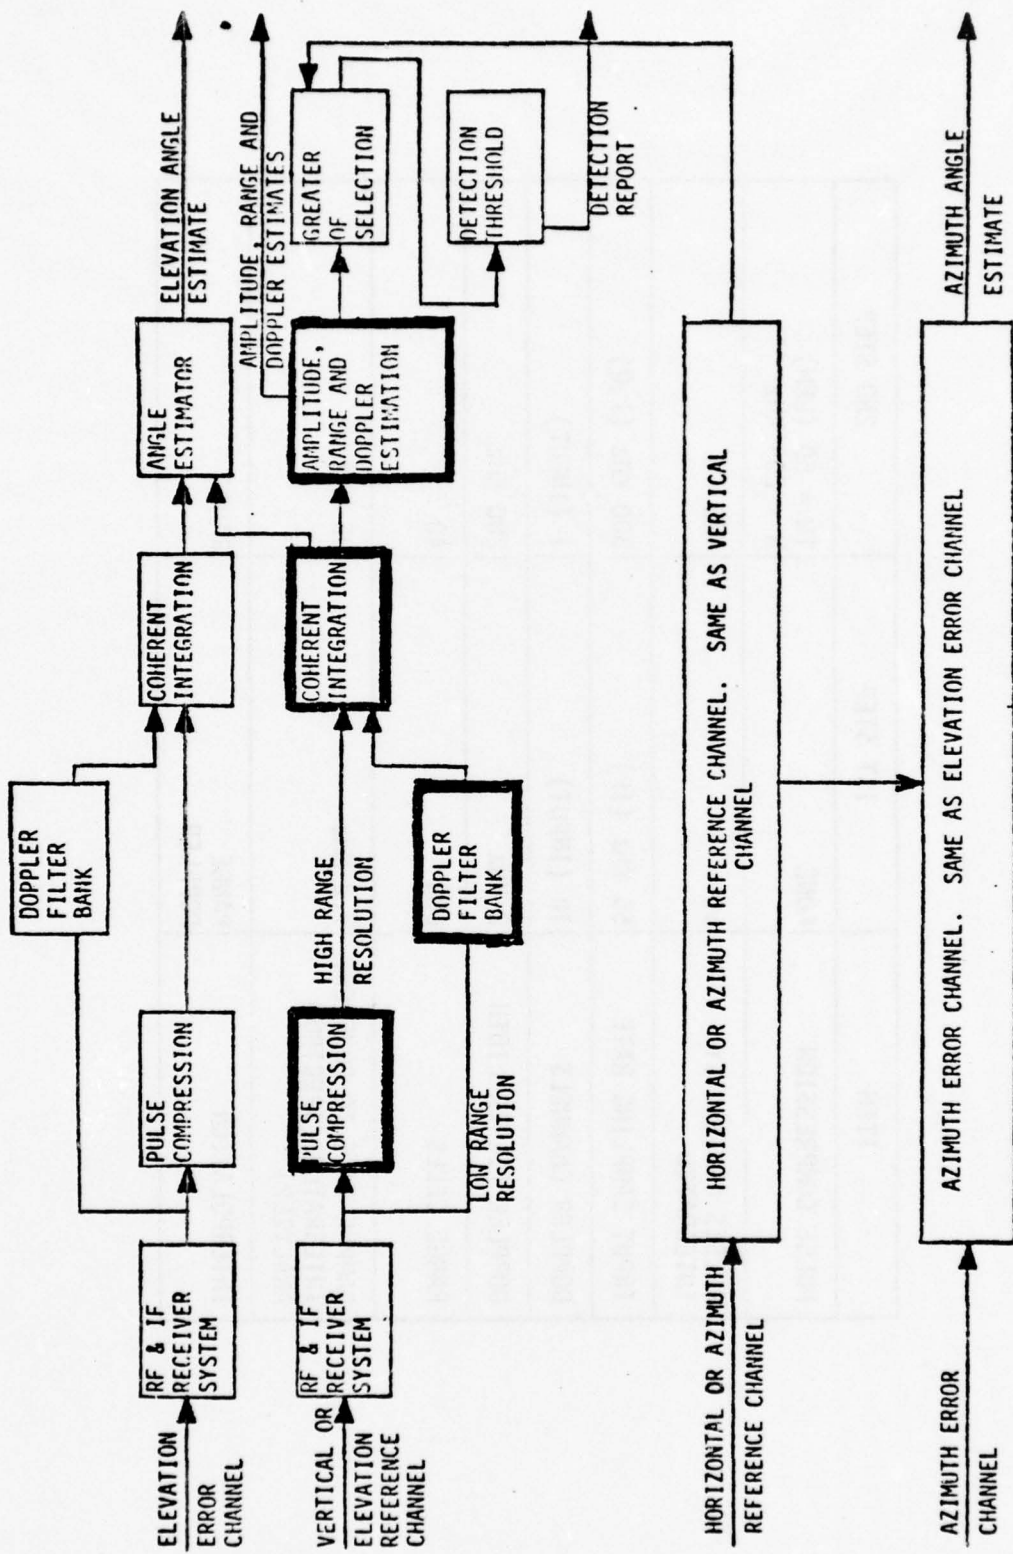 ELEVATION
ERROR
CHANNEL
RF & IF
RECEIVER
SYSTEM
PULSE
COMPRESSION
DOPPLER
FILTER
BANK
COHERENT
INTEGRATION
ANGLE
ESTIMATOR
ELEVATION ANGLE
ESTIMATE
AMPLITUDE, RANGE AND
DOPPLER ESTIMATES
VERTICAL OR
ELEVATION
REFERENCE
CHANNEL
RF & IF
RECEIVER
SYSTEM
PULSE
COMPRESSION
HIGH RANGE
RESOLUTION
LOW RANGE
RESOLUTION
DOPPLER
FILTER
BANK
COHERENT
INTEGRATION
AMPLITUDE,
RANGE AND
DOPPLER
ESTIMATION
GREATER
OF
SELECTION
DETECTION
THRESHOLD
DETECTION
REPORT
HORIZONTAL OR AZIMUTH
REFERENCE CHANNEL
HORIZONTAL OR AZIMUTH REFERENCE CHANNEL. SAME AS VERTICAL
CHANNEL
AZIMUTH ERROR
CHANNEL
AZIMUTH ERROR CHANNEL. SAME AS ELEVATION ERROR CHANNEL
AZIMUTH ANGLE
ESTIMATE